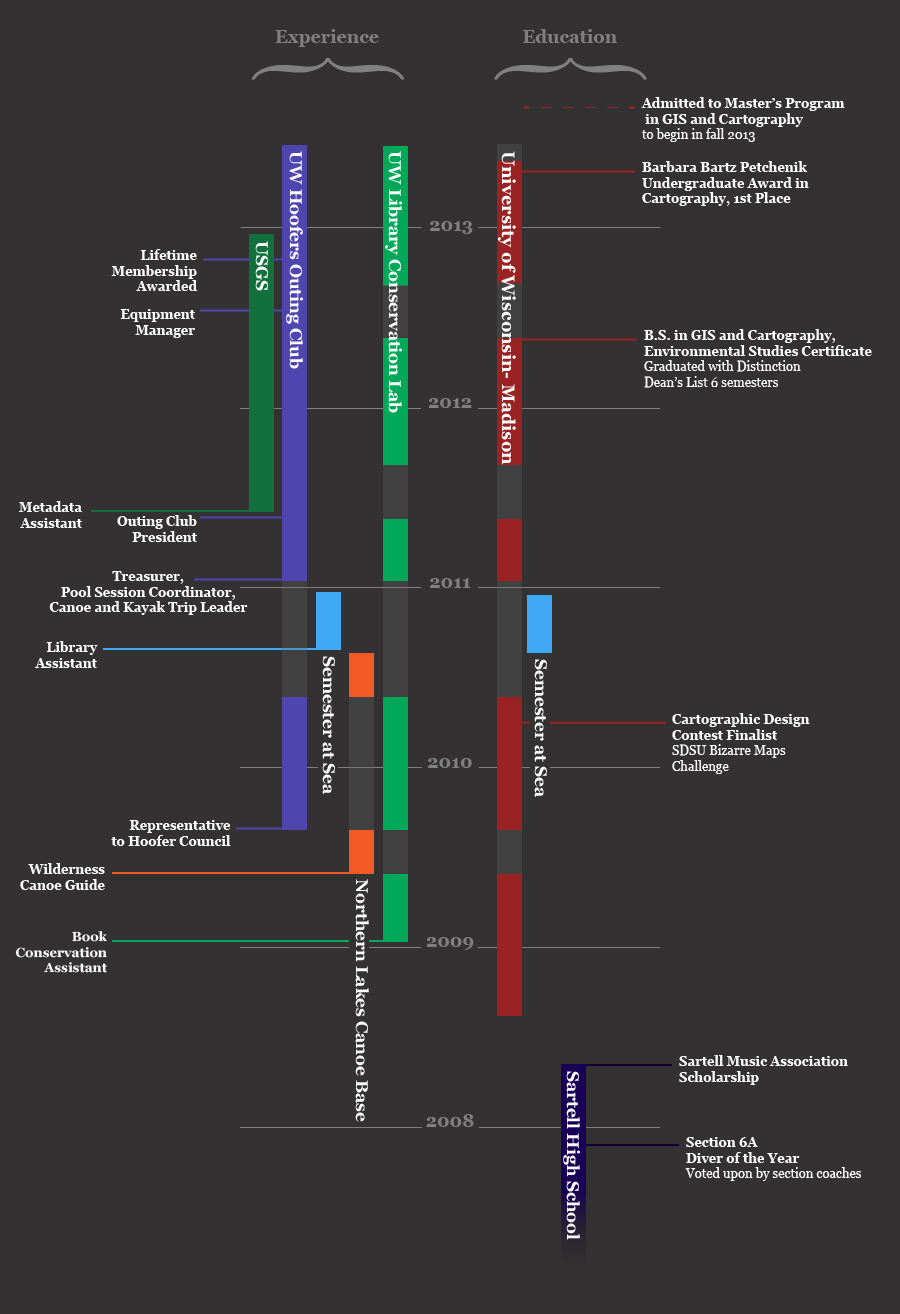 Experience
Education
Admitted to Master's Program
in GIS and Cartography
to begin in fall 2013
UW Hoofers Outing Club
UW Library Conservation Lab
University of Wisconsin- Madison
Barbara Bartz Petchenik
Undergraduate Award in
Cartography, 1st Place
2013
USGS
Lifetime
Membership
Awarded
Equipment
Manager
B.S. in GIS and Cartography,
Environmental Studies Certificate
Graduated with Distinction
Dean's List 6 semesters
2012
Metadata
Assistant
Outing Club
President
Treasurer,
Pool Session Coordinator,
Canoe and Kayak Trip Leader
2011
Library
Assistant
Semester at Sea
Semester at Sea
Cartographic Design
Contest Finalist
SDSU Bizarre Maps
Challenge
2010
Representative
to Hoofer Council
Wilderness
Canoe Guide
Northern Lakes Canoe Base
Book
Conservation
Assistant
2009
Sartell Music Association
Scholarship
Sartell High School
2008
Section 6A
Diver of the Year
Voted upon by section coaches